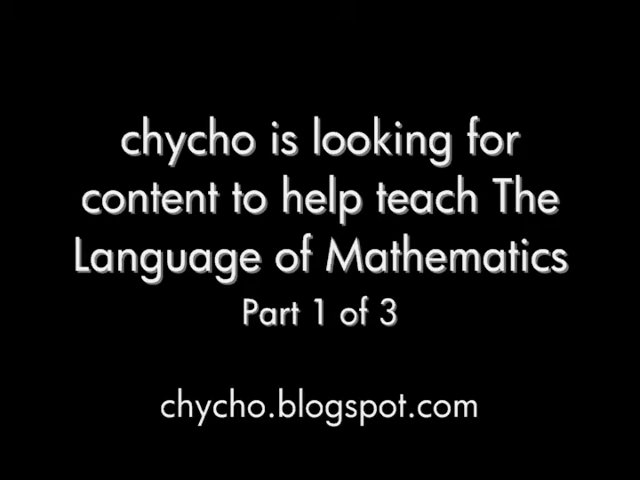 chycho is looking for
content to help teach The
Language of Mathematics
Part 1 of 3
chycho.blogspot.com